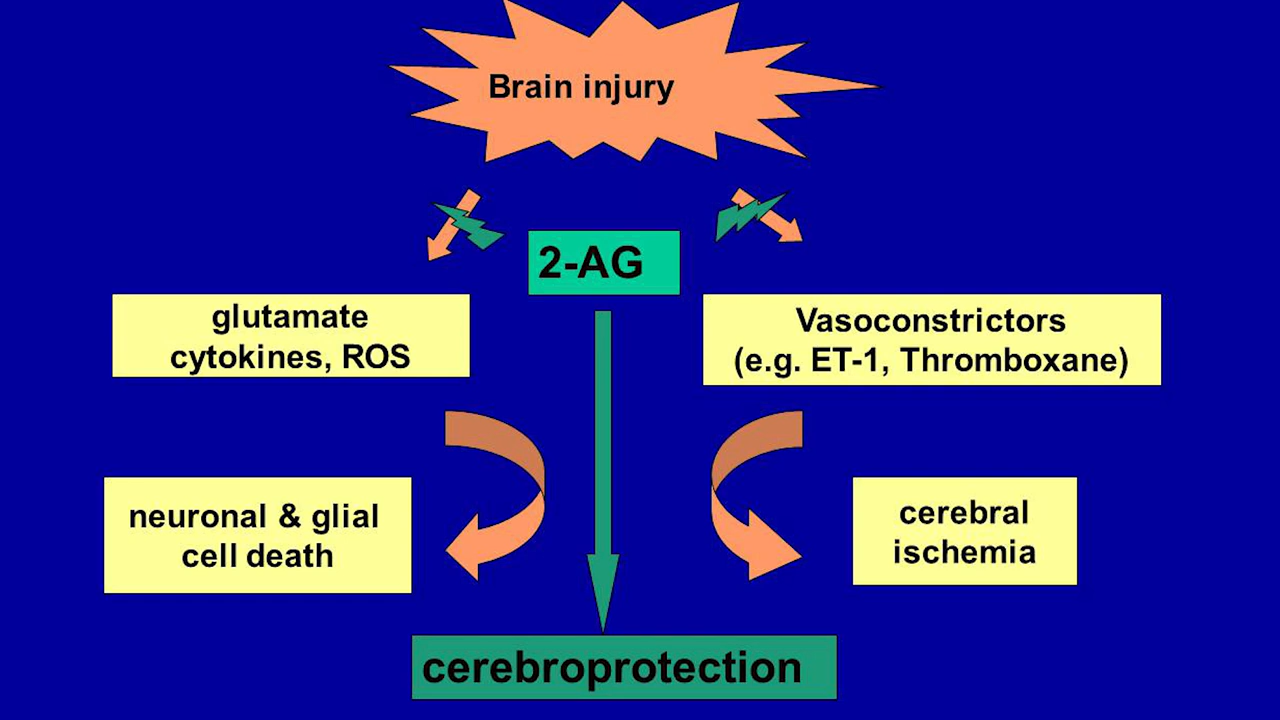 Brain injury
2-AG
glutamate
cytokines, ROS
Vasoconstrictors
(e.g. ET-1, Thromboxane)
neuronal & glial
cell death
cerebral
ischemia
cerebroprotection